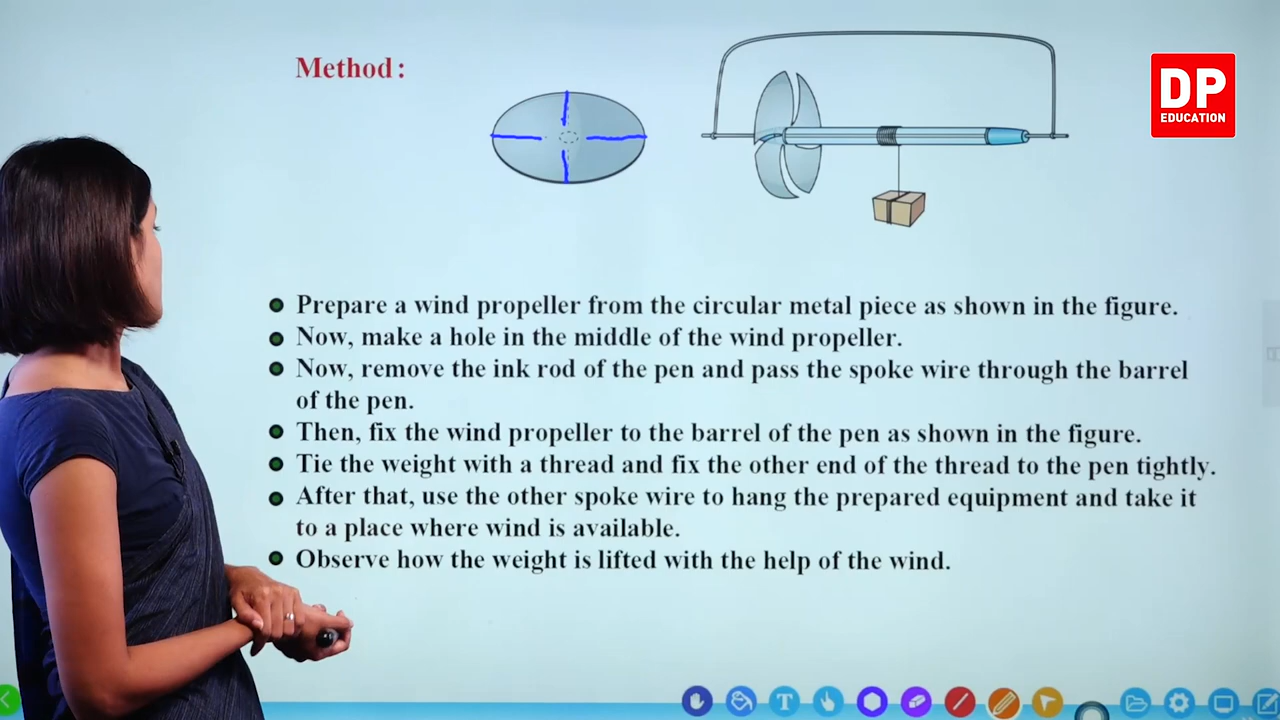 Method :
DP
EDUCATION
Prepare a wind propeller from the circular metal piece as shown in the figure.
Now, make a hole in the middle of the wind propeller.
Now, remove the ink rod of the pen and pass the spoke wire through the barrel
of the pen.
Then, fix the wind propeller to the barrel of the pen as shown in the figure.
Tie the weight with a thread and fix the other end of the thread to the pen tightly.
After that, use the other spoke wire to hang the prepared equipment and take it
to a place where wind is available.
Observe how the weight is lifted with the help of the wind.
T